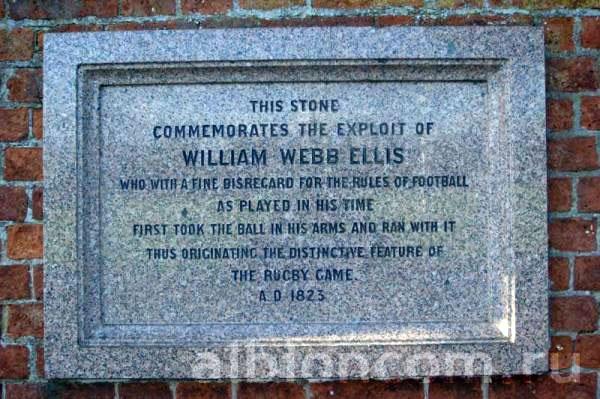 THIS STONE
COMMEMORATES THE EXPLOIT OF
WILLIAM WEBB ELLIS
WHO WITH A FINE DISREGARD FOR THE RULES OF FOOTBALL
AS PLAYED IN HIS TIME
FIRST TOOK THE BALL IN HIS ARMS AND RAN WITH IT
THUS ORIGINATING THE DISTINCTIVE FEATURE OF
THE RUGBY GAME.
A.D. 1823
albioncom.ru